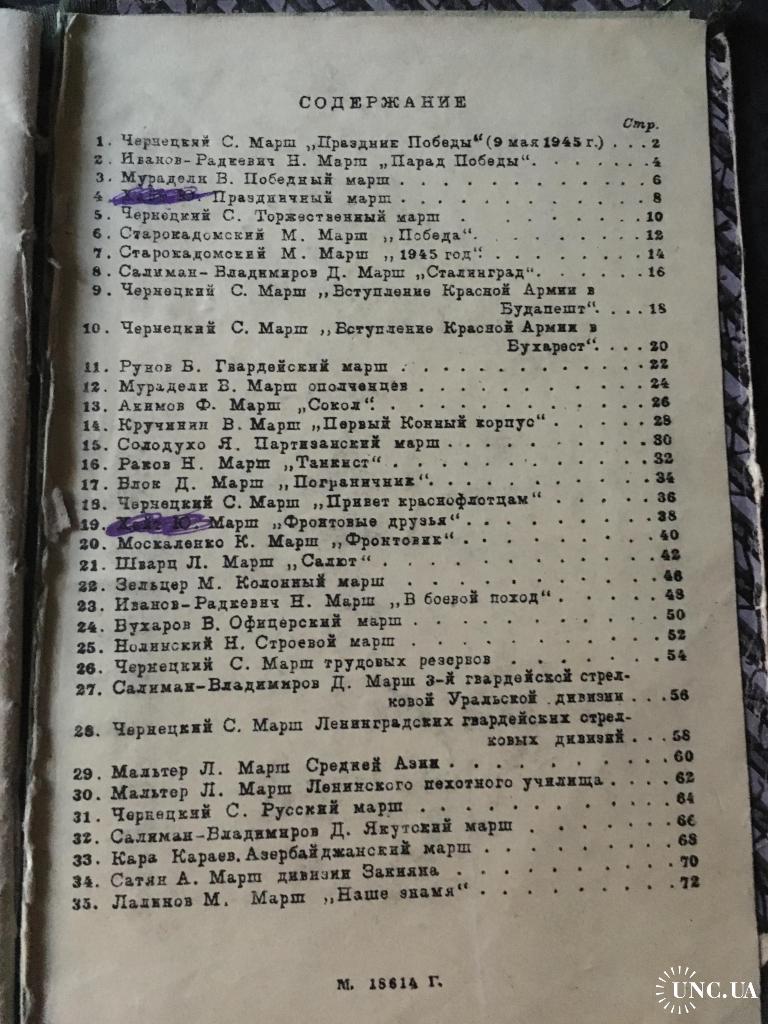 СОДЕРЖАНИЕ
Стр.
1. Чернецкий С. Марш „Праздник Победы“ (9 мая 1945 г.) . . . 2
2. Иванов-Радкевич Н. Марш „Парад Победы“. . . . . . . 4
3. Мурадели В. Победный марш . . . . . . . . . . . 6
4. Праздничный марш . . . . . . . . . . . 8
5. Чернецкий С. Торжественный марш . . . . . . . . 10
6. Старокадомский М. Марш „Победа“. . . . . . . . . 12
7. Старокадомский М. Марш „1945 год“. . . . . . . . 14
8. Салиман-Владимиров Д. Марш „Сталинград“. . . . . . 16
9. Чернецкий С. Марш „Вступление Красной Армии в
Будапешт“. . . . 18
10. Чернецкий С. Марш „Вступление Красной Армии в
Бухарест“. . . . 20
11. Рунов Б. Гвардейский марш . . . . . . . . . . . 22
12. Мурадели В. Марш ополченцев . . . . . . . . . . 24
13. Акимов Ф. Марш „Сокол“. . . . . . . . . . . . 26
14. Кручинин В. Марш „Первый Конный корпус“ . . . . . 28
15. Солодухо Я. Партизанский марш . . . . . . . . . 30
16. Раков Н. Марш „Танкист“ . . . . . . . . . . . 32
17. Блок Д. Марш „Пограничник“. . . . . . . . . . 34
18. Чернецкий С. Марш „Привет краснофлотцам“ . . . . . 36
19. Ю. Марш „Фронтовые друзья“ . . . . . . . . 38
20. Москаленко К. Марш „Фронтовик“ . . . . . . . . 40
21. Шварц Л. Марш „Салют“ . . . . . . . . . . . 42
22. Зельцер М. Колонный марш . . . . . . . . . . 46
23. Иванов-Радкевич Н. Марш „В боевой поход“ . . . . . 48
24. Бухаров В. Офицерский марш . . . . . . . . . . 50
25. Нолинский Н. Строевой марш . . . . . . . . . . 52
26. Чернецкий С. Марш трудовых резервов . . . . . . . 54
27. Салиман-Владимиров Д. Марш 3-й гвардейской стрел-
ковой Уральской дивизии . . . 56
28. Чернецкий С. Марш Ленинградских гвардейских стрел-
ковых дивизий . . . 58
29. Мальтер Л. Марш Средней Азии . . . . . . . . . 60
30. Мальтер Л. Марш Ленинского пехотного училища . . . . 62
31. Чернецкий С. Русский марш . . . . . . . . . . 64
32. Салиман-Владимиров Д. Якутский марш . . . . . . . 66
33. Кара Караев. Азербайджанский марш . . . . . . . . 68
34. Сатян А. Марш дивизии Закияна . . . . . . . . . 70
35. Лалинов М. Марш „Наше знамя“ . . . . . . . . . 72
М. 18614 Г.
UNC.UA